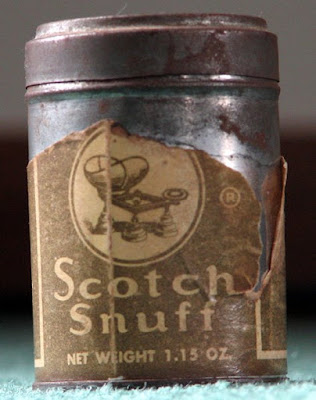 ®
Scotch
Snuff
NET WEIGHT 1.15 OZ.